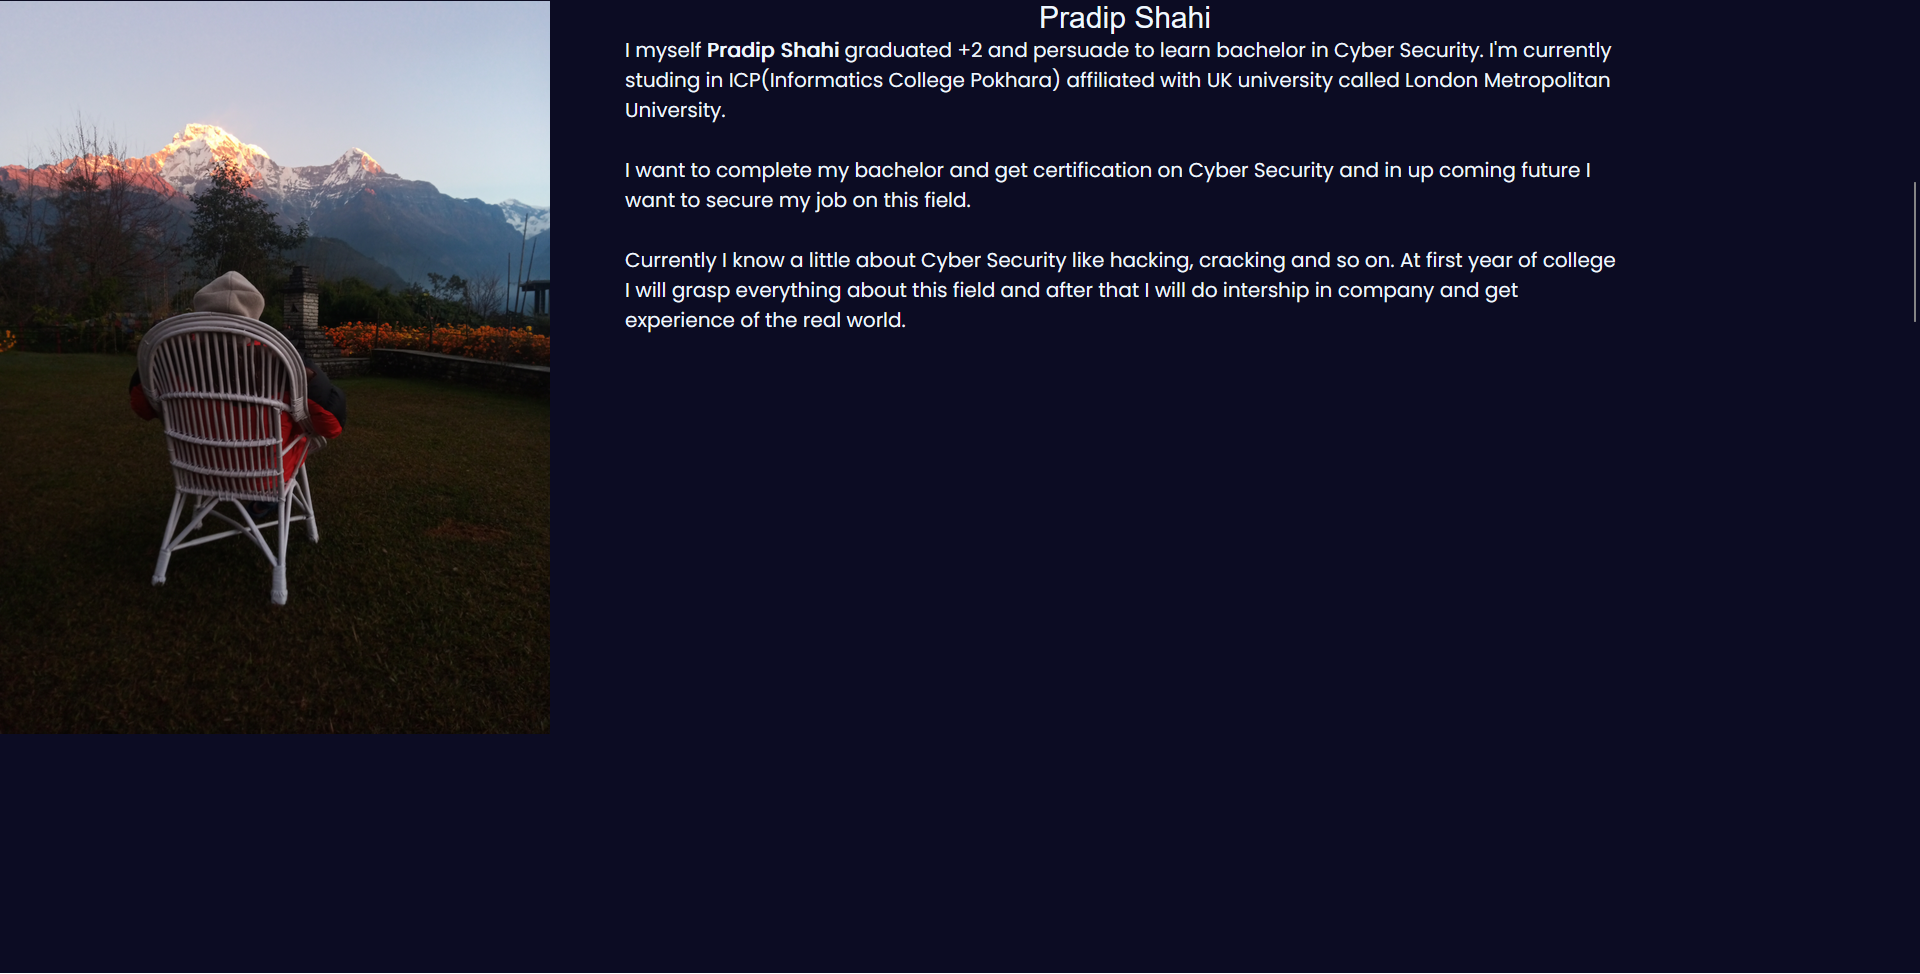 Pradip Shahi
I myself Pradip Shahi graduated +2 and persuade to learn bachelor in Cyber Security. I'm currently
studing in ICP(Informatics College Pokhara) affiliated with UK university called London Metropolitan
University.
I want to complete my bachelor and get certification on Cyber Security and in up coming future I
want to secure my job on this field.
Currently I know a little about Cyber Security like hacking, cracking and so on. At first year of college
I will grasp everything about this field and after that I will do intership in company and get
experience of the real world.